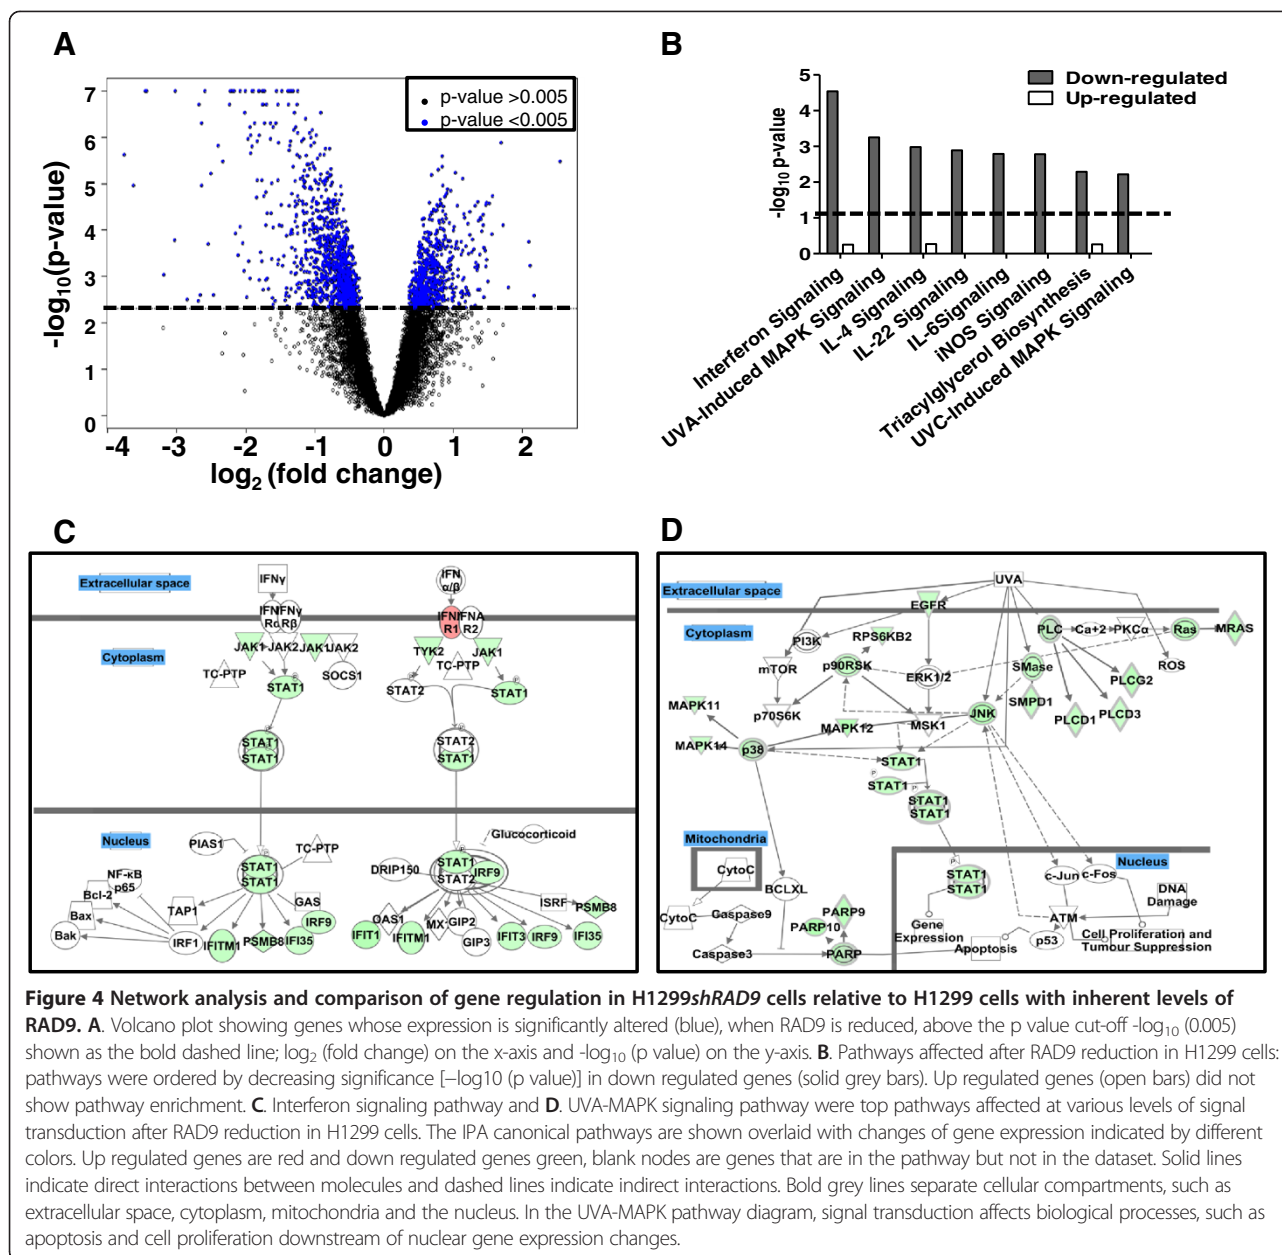 A
p-value >0.005
p-value <0.005
7
6
5
4
3
2
1
0
-log10(p-value)
-4 -3 -2 -1 0 1 2
log2 (fold change)
B
Down-regulated
Up-regulated
5
4
3
2
1
0
-log10 p-value
Interferon Signaling
UVA-Induced MAPK Signaling
IL-4 Signaling
IL-22 Signaling
IL-6Signaling
iNOS Signaling
Triacylglycerol Biosynthesis
UVC-Induced MAPK Signaling
C
Extracellular space
IFNγ
IFN
α/β
IFNγ
Rα
IFNγ
Rβ
R1
IFNA
R2
Cytoplasm
JAK1
JAK2
JAK1
JAK2
TYK2
JAK1
TC-PTP
SOCS1
TC-PTP
STAT1
STAT2
STAT1
STAT1
STAT1
STAT2
STAT1
Nucleus
PIAS1
TC-PTP
Glucocorticoid
STAT1
STAT1
DRIP150
STAT1
STAT2
IRF9
NF-κB
p65
Bcl-2
Bax
Bak
TAP1
IRF1
IFITM1
PSMB8
GAS
IRF9
IFI35
OAS1
IFIT1
IFITM1
MX1
GIP2
GIP3
IFIT3
IRF9
ISRF
PSMB8
IFI35
D
Extracellular space
UVA
EGFR
Cytoplasm
PI3K
RPS6KB2
PLC
Ca+2
PKCα
Ras
MRAS
mTOR
p90RSK
ERK1/2
SMase
ROS
PLCG2
MAPK11
p70S6K
MSK1
JNK
SMPD1
PLCD1
PLCD3
MAPK12
MAPK14
p38
STAT1
STAT1
STAT1
STAT1
Mitochondria
CytoC
BCLXL
STAT1
STAT1
c-Jun
c-Fos
Nucleus
DNA
Damage
CytoC
Caspase9
PARP9
PARP10
Gene
Expression
ATM
p53
Cell Proliferation and
Tumour Suppression
Caspase3
PARP
Apoptosis
Figure 4 Network analysis and comparison of gene regulation in H1299shRAD9 cells relative to H1299 cells with inherent levels of
RAD9. A. Volcano plot showing genes whose expression is significantly altered (blue), when RAD9 is reduced, above the p value cut-off -log10 (0.005)
shown as the bold dashed line; log2 (fold change) on the x-axis and -log10 (p value) on the y-axis. B. Pathways affected after RAD9 reduction in H1299 cells:
pathways were ordered by decreasing significance [−log10 (p value)] in down regulated genes (solid grey bars). Up regulated genes (open bars) did not
show pathway enrichment. C. Interferon signaling pathway and D. UVA-MAPK signaling pathway were top pathways affected at various levels of signal
transduction after RAD9 reduction in H1299 cells. The IPA canonical pathways are shown overlaid with changes of gene expression indicated by different
colors. Up regulated genes are red and down regulated genes green, blank nodes are genes that are in the pathway but not in the dataset. Solid lines
indicate direct interactions between molecules and dashed lines indicate indirect interactions. Bold grey lines separate cellular compartments, such as
extracellular space, cytoplasm, mitochondria and the nucleus. In the UVA-MAPK pathway diagram, signal transduction affects biological processes, such as
apoptosis and cell proliferation downstream of nuclear gene expression changes.